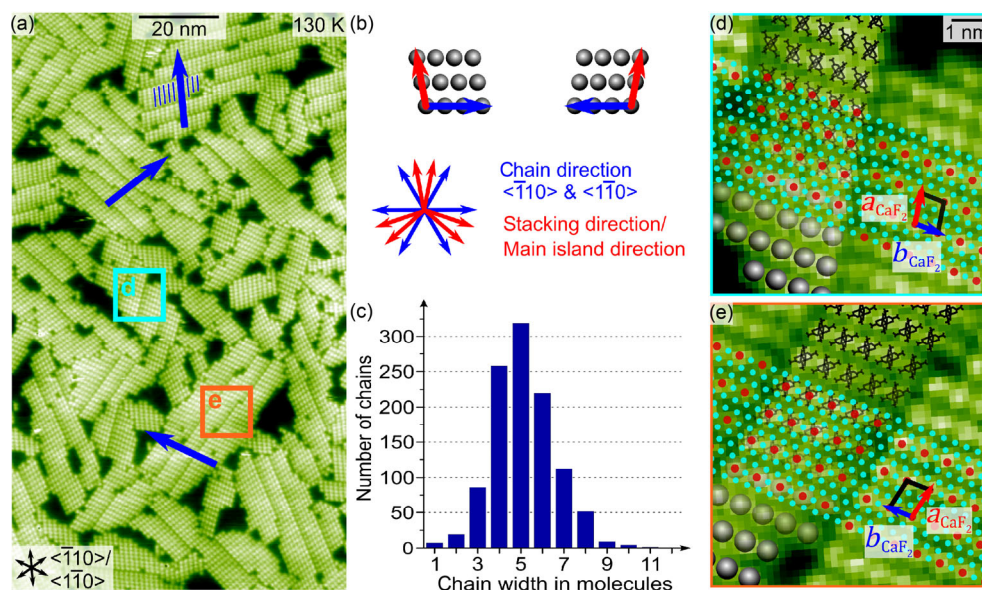 (a)
20 nm
130 K
d
e
<1̅10>/
<11̅0>
(b)
Chain direction
<1̅10> & <11̅0>
Stacking direction/
Main island direction
(c)
Number of chains
300
250
200
150
100
50
0
1 3 5 7 9 11
Chain width in molecules
(d)
1 nm
aCaF₂
bCaF₂
(e)
aCaF₂
bCaF₂